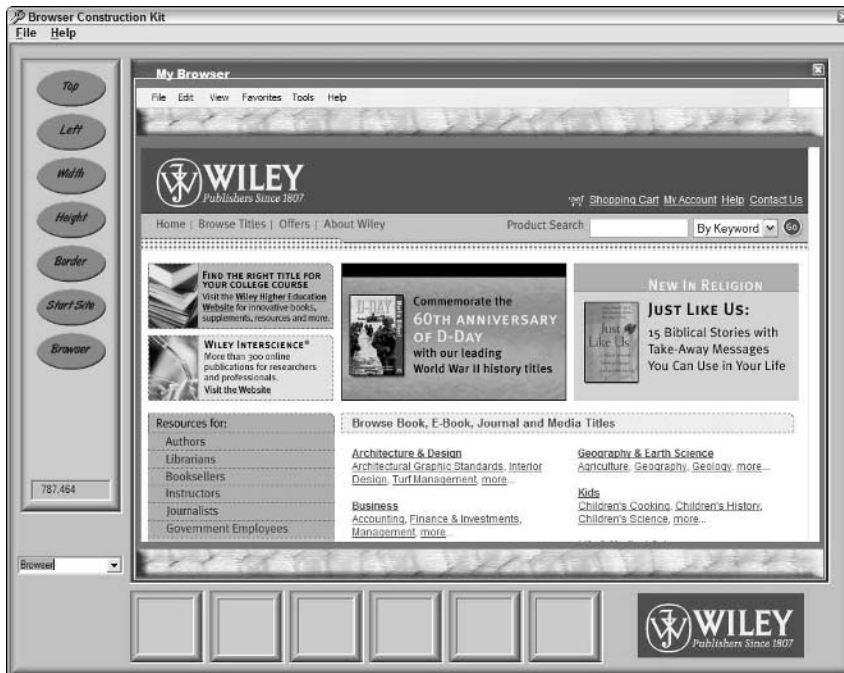 Browser Construction Kit
File Help
Top
Left
Width
Height
Border
Start Site
Browser
787,464
Browser
My Browser
File Edit View Favorites Tools Help
WILEY
Publishers Since 1807
Shopping Cart My Account Help Contact Us
Home | Browse Titles | Offers | About Wiley
Product Search By Keyword Go
FIND THE RIGHT TITLE FOR
YOUR COLLEGE COURSE
Visit the Wiley Higher Education
Website for innovative books,
supplements, resources and more.
WILEY INTERSCIENCE®
More than 300 online
publications for researchers
and professionals.
Visit the Website
D-DAY
Commemorate the
60TH ANNIVERSARY
OF D-DAY
with our leading
World War II history titles
NEW IN RELIGION
Just
Like Us
JUST LIKE US:
15 Biblical Stories with
Take-Away Messages
You Can Use in Your Life
Resources for:
Authors
Librarians
Booksellers
Instructors
Journalists
Government Employees
Browse Book, E-Book, Journal and Media Titles
Architecture & Design
Architectural Graphic Standards, Interior
Design, Turf Management, more...
Business
Accounting, Finance & Investments,
Management, more...
Geography & Earth Science
Agriculture, Geography, Geology, more...
Kids
Children's Cooking, Children's History,
Children's Science, more...
WILEY
Publishers Since 1807